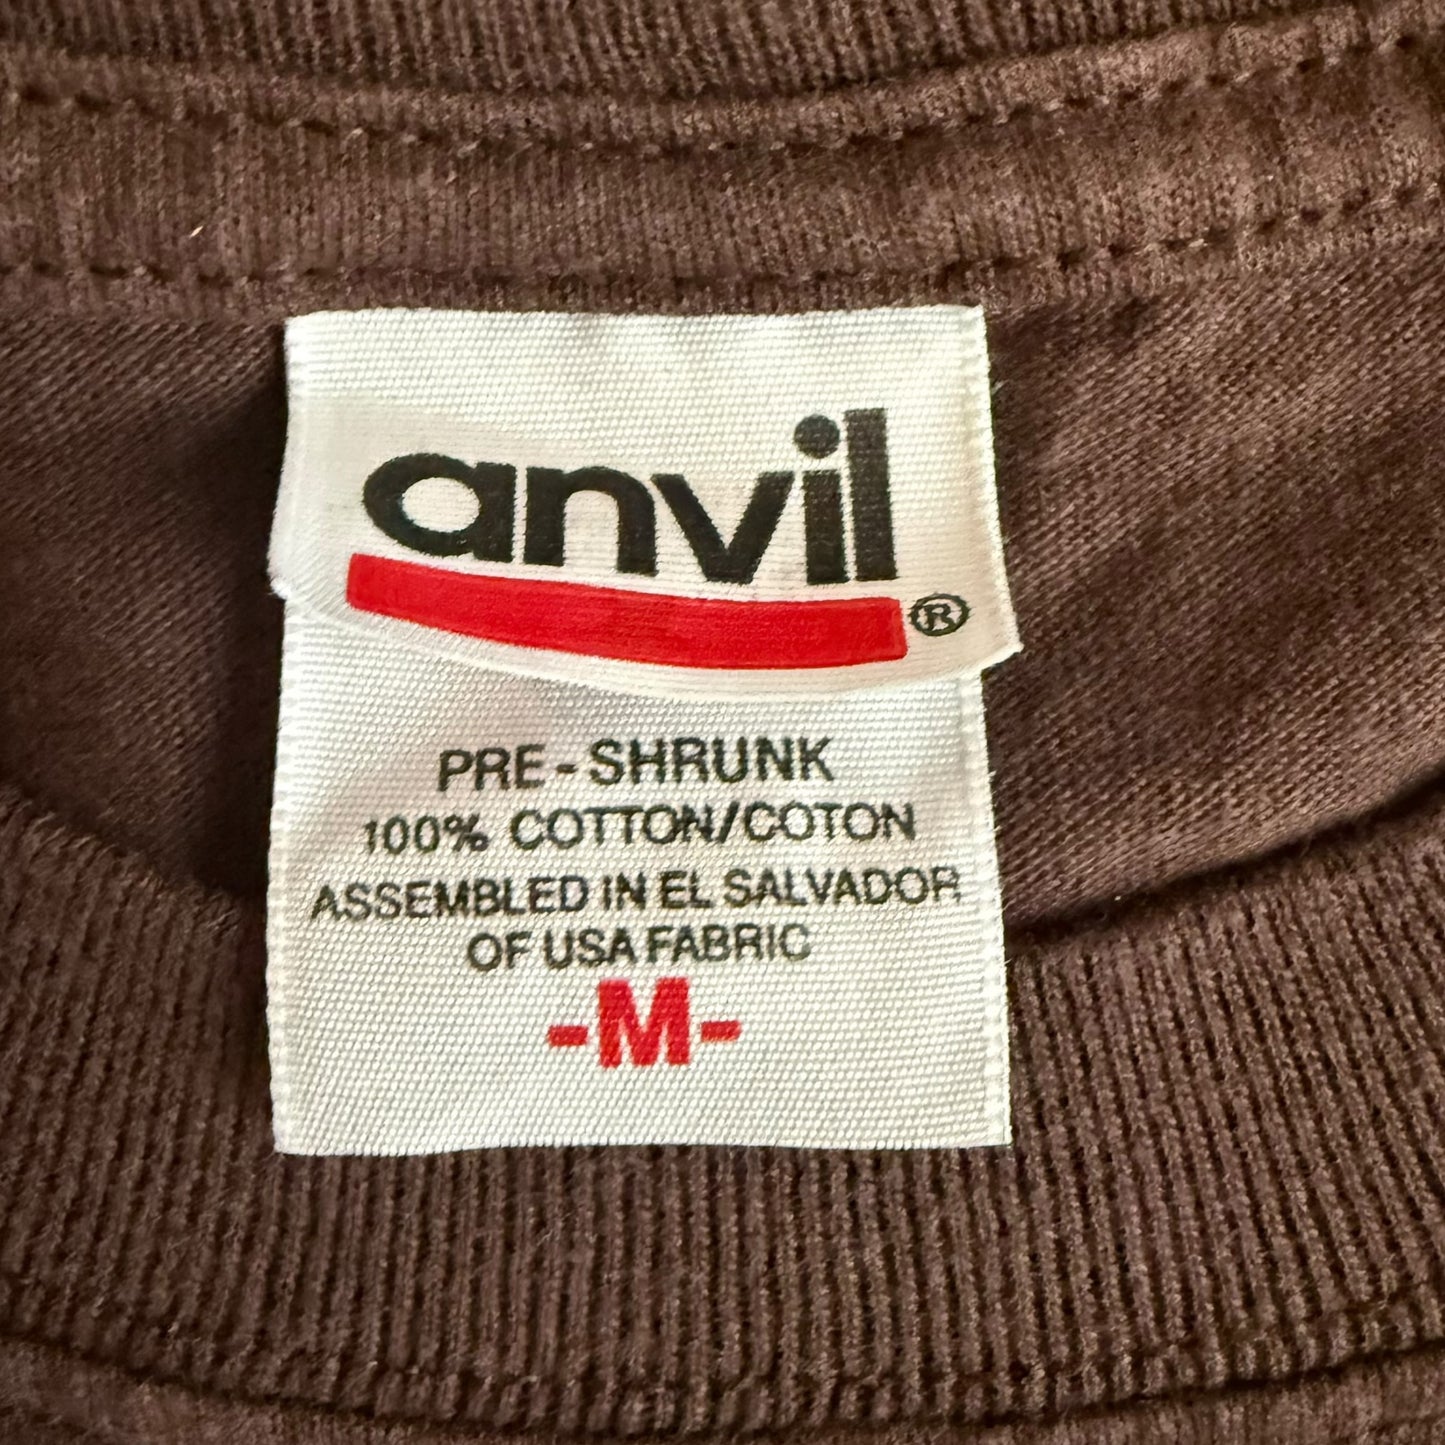 anvil®
PRE-SHRUNK
100% COTTON/COTON
ASSEMBLED IN EL SALVADOR
OF USA FABRIC
-M-